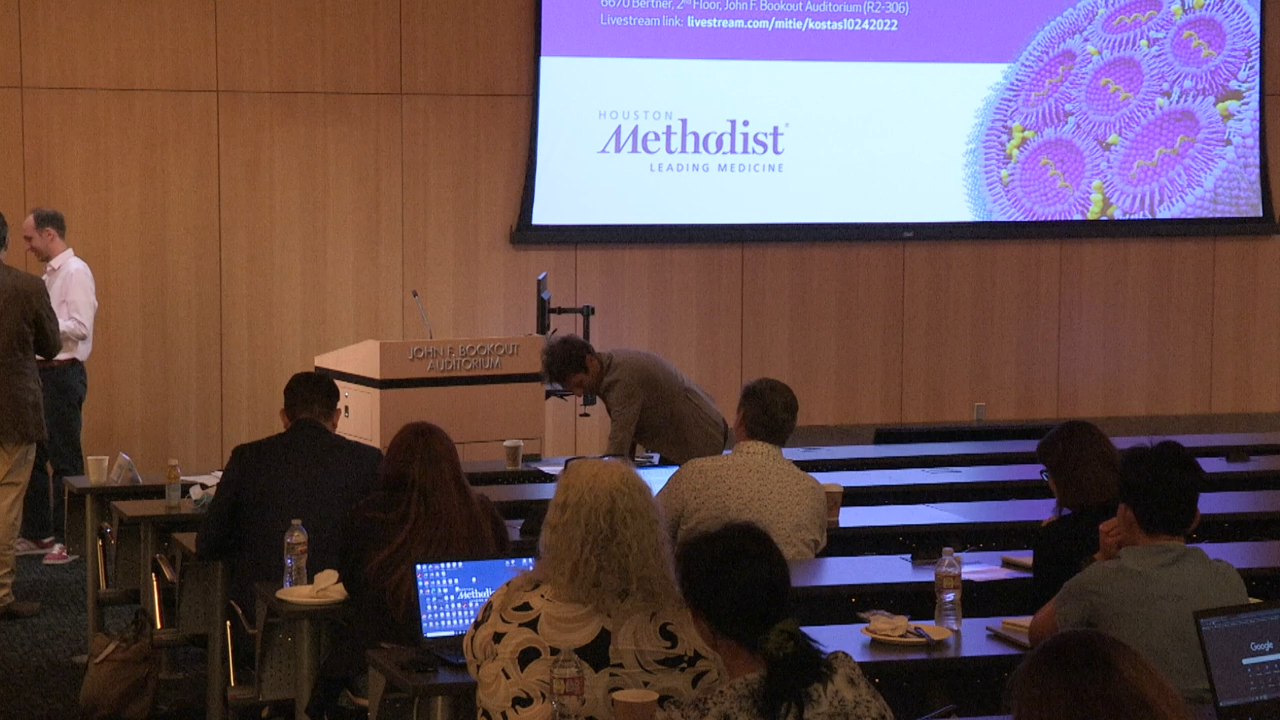 6670 Bertner, 2nd Floor, John F. Bookout Auditorium (R2-306)
Livestream link: livestream.com/mitie/kostas10242022
HOUSTON
Methodist®
LEADING MEDICINE
JOHN F. BOOKOUT
AUDITORIUM
Methodist
Google